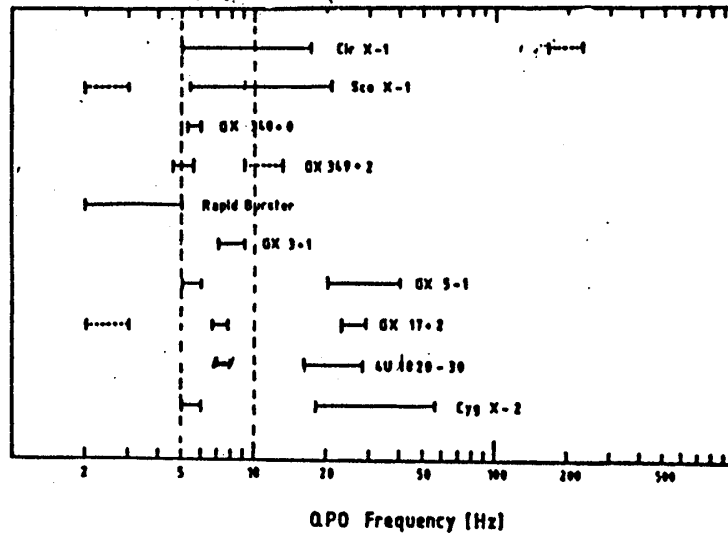 Cir X-1
Sco X-1
GX 340+0
GX 349+2
Rapid Burster
GX 3+1
GX 5-1
GX 17+2
4U 1820-30
Cyg X-2
2 5 10 20 50 100 200 500
QPO Frequency [Hz]